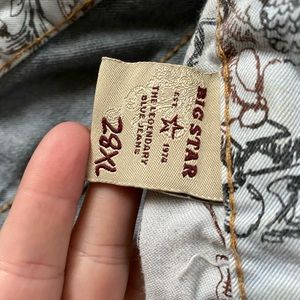 BIG STAR
EST 1974
THE LEGENDARY
BLUE JEANS
28XL